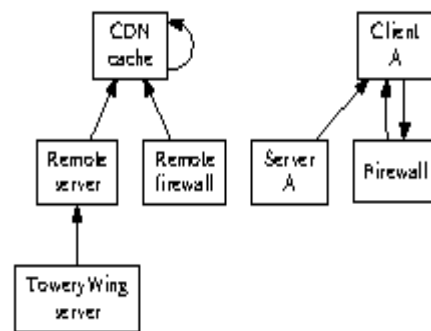 CDN
cache
Client
A
Remote
server
Remote
firewall
Server
A
Firewall
Towery Wing
server